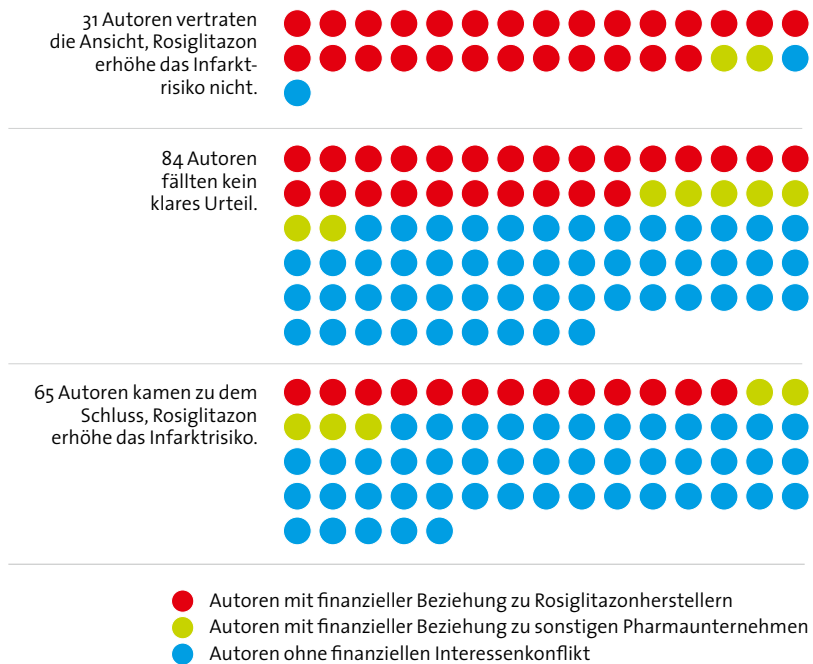 31 Autoren vertraten
die Ansicht, Rosiglitazon
erhöhe das Infarkt-
risiko nicht.
84 Autoren
fällten kein
klares Urteil.
65 Autoren kamen zu dem
Schluss, Rosiglitazon
erhöhe das Infarktrisiko.
Autoren mit finanzieller Beziehung zu Rosiglitazonherstellern
Autoren mit finanzieller Beziehung zu sonstigen Pharmaunternehmen
Autoren ohne finanziellen Interessenkonflikt